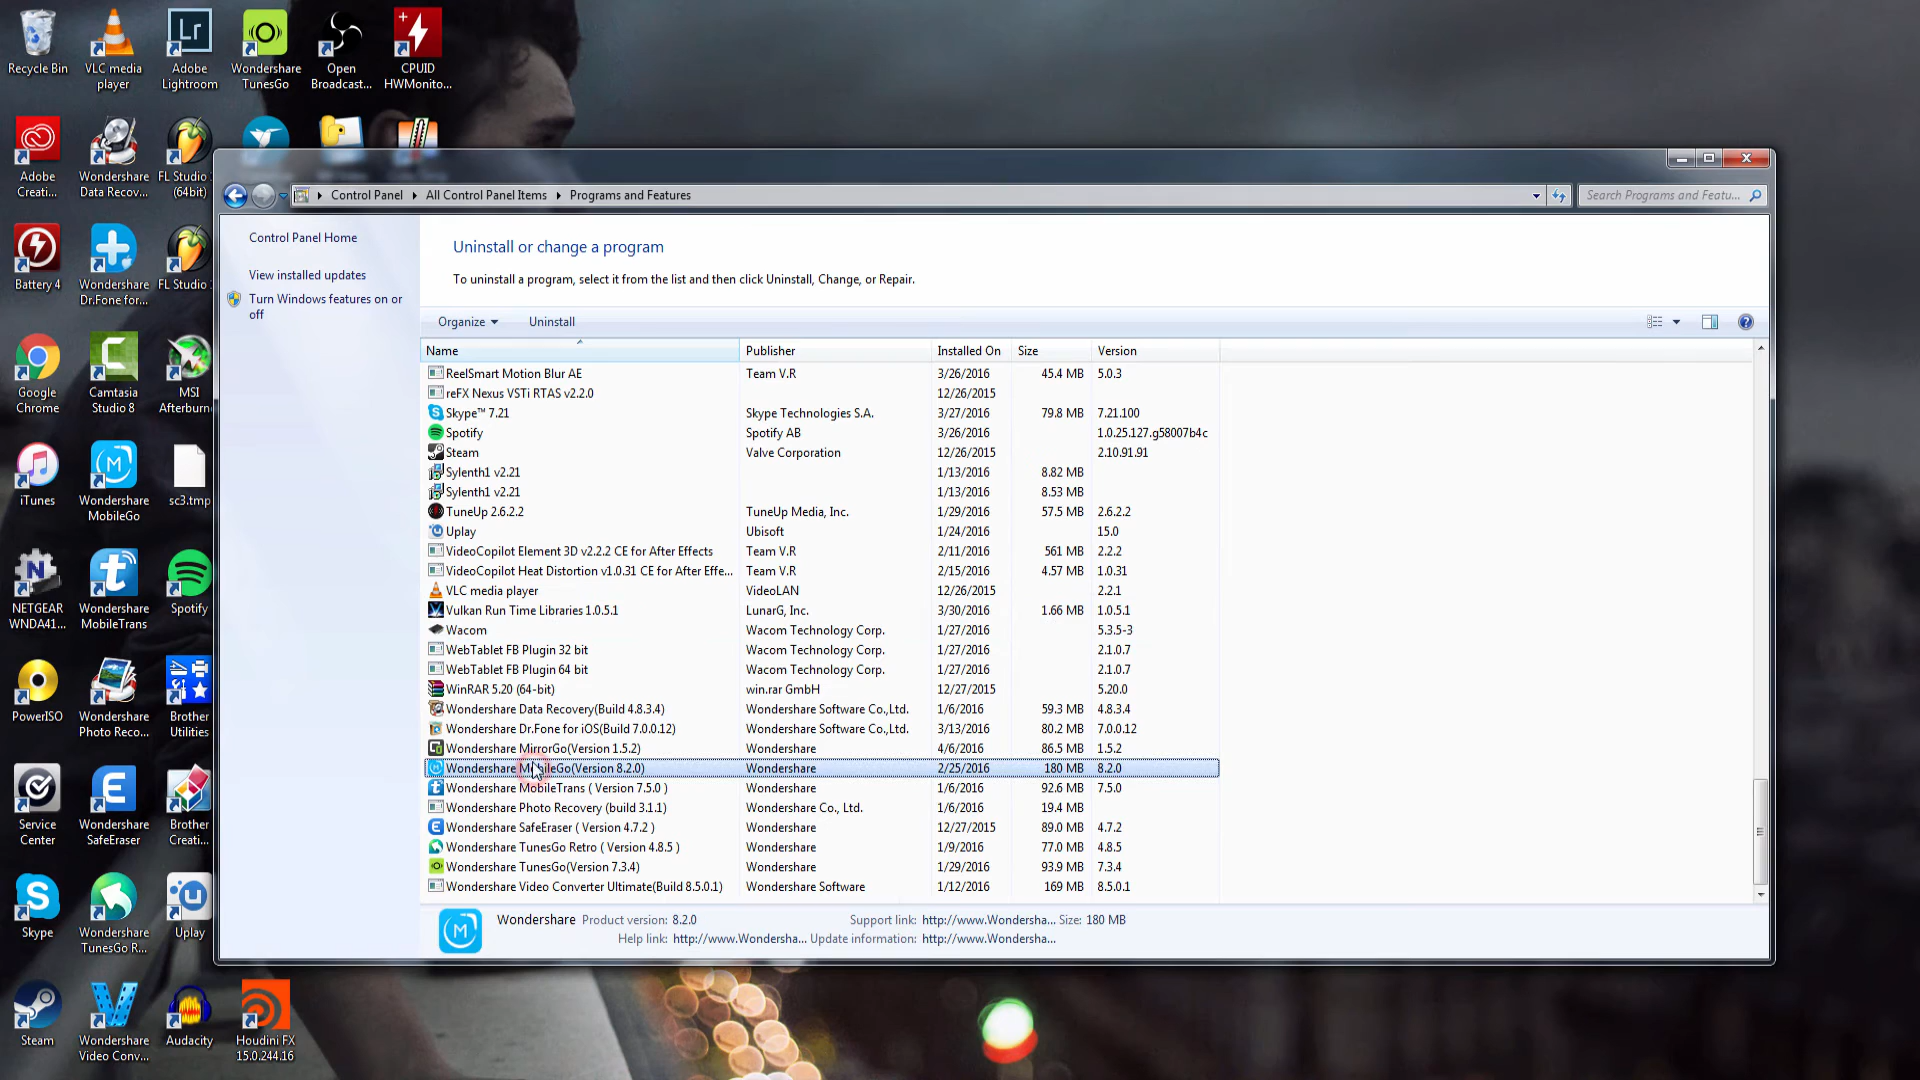 Recycle Bin
VLC media
player
Adobe
Lightroom
Wondershare
TunesGo
Open
Broadcast...
CPUID
HWMonito...
Adobe
Creati...
Wondershare
Data Recov...
FL Studio
(64bit)
Battery 4
Wondershare
Dr.Fone for...
FL Studio
Google
Chrome
Camtasia
Studio 8
MSI
Afterburn
iTunes
Wondershare
MobileGo
sc3.tmp
NETGEAR
WNDA41...
Wondershare
MobileTrans
Spotify
PowerISO
Wondershare
Photo Reco...
Brother
Utilities
Service
Center
Wondershare
SafeEraser
Brother
Creati...
Skype
Wondershare
TunesGo R...
Uplay
Steam
Wondershare
Video Conv...
Audacity
Houdini FX
15.0.244.16
Control Panel All Control Panel Items Programs and Features
Search Programs and Featu...
Control Panel Home
View installed updates
Turn Windows features on or
off
Uninstall or change a program
To uninstall a program, select it from the list and then click Uninstall, Change, or Repair.
Organize Uninstall
Name Publisher Installed On Size Version
ReelSmart Motion Blur AE Team V.R 3/26/2016 45.4 MB 5.0.3
reFX Nexus VSTi RTAS v2.2.0 12/26/2015
Skype™ 7.21 Skype Technologies S.A. 3/27/2016 79.8 MB 7.21.100
Spotify Spotify AB 3/26/2016 1.0.25.127.g58007b4c
Steam Valve Corporation 12/26/2015 2.10.91.91
Sylenth1 v2.21 1/13/2016 8.82 MB
Sylenth1 v2.21 1/13/2016 8.53 MB
TuneUp 2.6.2.2 TuneUp Media, Inc. 1/29/2016 57.5 MB 2.6.2.2
Uplay Ubisoft 1/24/2016 15.0
VideoCopilot Element 3D v2.2.2 CE for After Effects Team V.R 2/11/2016 561 MB 2.2.2
VideoCopilot Heat Distortion v1.0.31 CE for After Effe... Team V.R 2/15/2016 4.57 MB 1.0.31
VLC media player VideoLAN 12/26/2015 2.2.1
Vulkan Run Time Libraries 1.0.5.1 LunarG, Inc. 3/30/2016 1.66 MB 1.0.5.1
Wacom Wacom Technology Corp. 1/27/2016 5.3.5-3
WebTablet FB Plugin 32 bit Wacom Technology Corp. 1/27/2016 2.1.0.7
WebTablet FB Plugin 64 bit Wacom Technology Corp. 1/27/2016 2.1.0.7
WinRAR 5.20 (64-bit) win.rar GmbH 12/27/2015 5.20.0
Wondershare Data Recovery(Build 4.8.3.4) Wondershare Software Co.,Ltd. 1/6/2016 59.3 MB 4.8.3.4
Wondershare Dr.Fone for iOS(Build 7.0.0.12) Wondershare Software Co.,Ltd. 3/13/2016 80.2 MB 7.0.0.12
Wondershare MirrorGo(Version 1.5.2) Wondershare 4/6/2016 86.5 MB 1.5.2
Wondershare MobileGo(Version 8.2.0) Wondershare 2/25/2016 180 MB 8.2.0
Wondershare MobileTrans ( Version 7.5.0 ) Wondershare 1/6/2016 92.6 MB 7.5.0
Wondershare Photo Recovery (build 3.1.1) Wondershare Co., Ltd. 1/6/2016 19.4 MB
Wondershare SafeEraser ( Version 4.7.2 ) Wondershare 12/27/2015 89.0 MB 4.7.2
Wondershare TunesGo Retro ( Version 4.8.5 ) Wondershare 1/9/2016 77.0 MB 4.8.5
Wondershare TunesGo(Version 7.3.4) Wondershare 1/29/2016 93.9 MB 7.3.4
Wondershare Video Converter Ultimate(Build 8.5.0.1) Wondershare Software 1/12/2016 169 MB 8.5.0.1
Wondershare Product version: 8.2.0 Support link: http://www.Wondersha... Size: 180 MB
Help link: http://www.Wondersha... Update information: http://www.Wondersha...